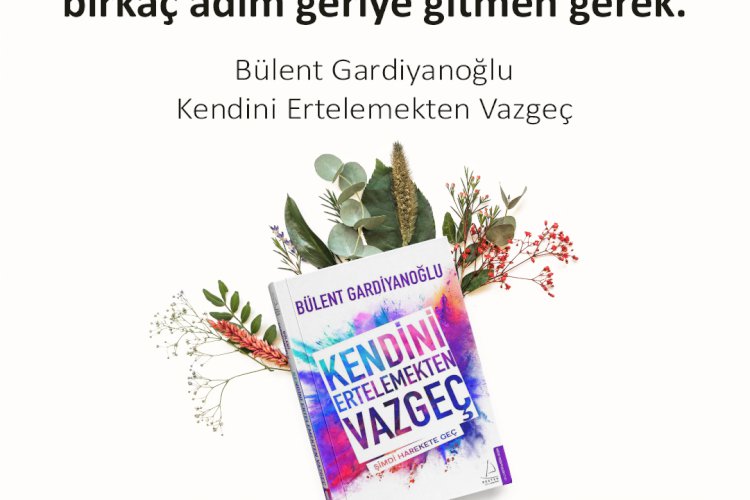 birkaç adım geriye gitmen gerek.
Bülent Gardiyanoğlu
Kendini Ertelemekten Vazgeç
BÜLENT GARDİYANOĞLU
KENDİNİ
ERTELEMEKTEN
VAZGEÇ
ŞİMDİ HAREKETE GEÇ